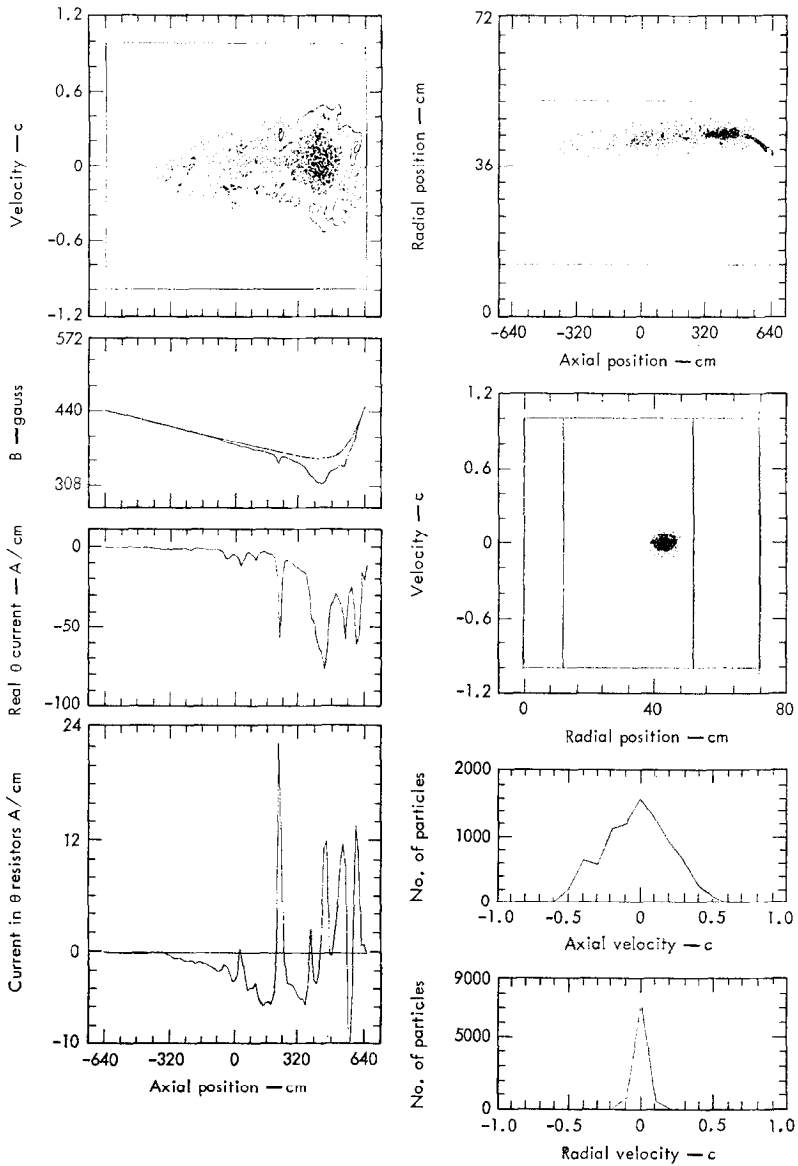 1.2
0.6
0
-0.6
-1.2
Velocity — c
572
440
308
B — gauss
0
-50
-100
Real θ current — A/cm
24
12
0
-10
Current in θ resistors A/cm
-640 -320 0 320 640
Axial position — cm
72
36
0
Radial position — cm
-640 -320 0 320 640
Axial position — cm
1.2
0.6
0
-0.6
-1.2
Velocity — c
0 40 80
Radial position — cm
2000
1000
0
No. of particles
-1.0 -0.5 0 0.5 1.0
Axial velocity — c
9000
5000
0
No. of particles
-1.0 -0.5 0 0.5 1.0
Radial velocity — c